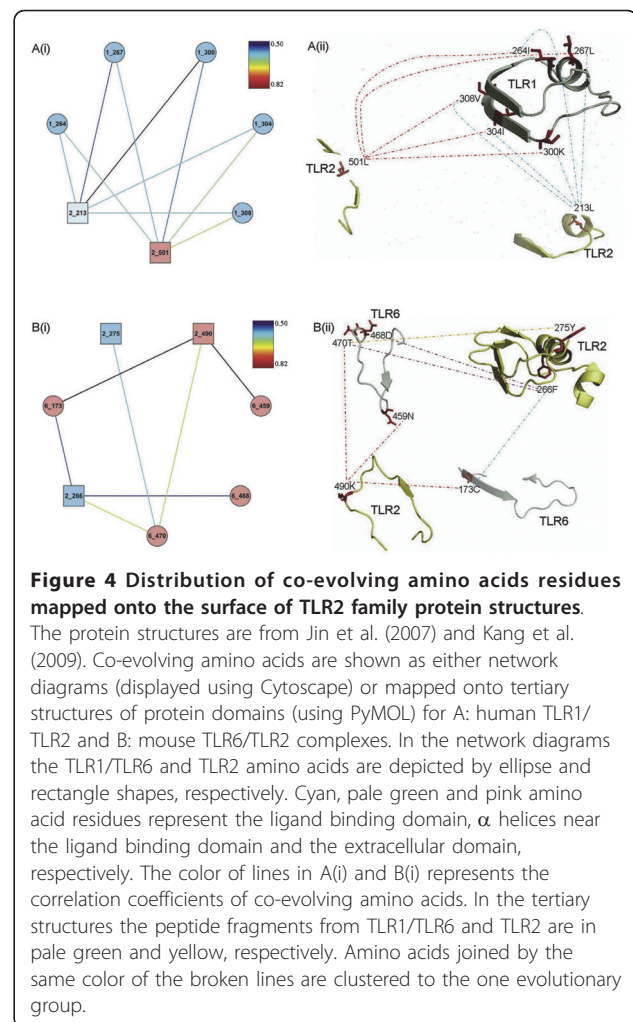 A(i)
1_267
1_300
0.50
0.82
1_264
1_304
2_213
1_308
2_501
A(ii)
264I
267L
TLR1
308V
304I
501L
300K
TLR2
213L
TLR2
B(i)
2_275
2_490
0.50
0.82
6_173
6_459
2_266
6_468
6_470
B(ii)
TLR6
468D
470T
275Y
TLR2
266F
459N
490K
173C
TLR2
TLR6
Figure 4 Distribution of co-evolving amino acids residues
mapped onto the surface of TLR2 family protein structures.
The protein structures are from Jin et al. (2007) and Kang et al.
(2009). Co-evolving amino acids are shown as either network
diagrams (displayed using Cytoscape) or mapped onto tertiary
structures of protein domains (using PyMOL) for A: human TLR1/
TLR2 and B: mouse TLR6/TLR2 complexes. In the network diagrams
the TLR1/TLR6 and TLR2 amino acids are depicted by ellipse and
rectangle shapes, respectively. Cyan, pale green and pink amino
acid residues represent the ligand binding domain, α helices near
the ligand binding domain and the extracellular domain,
respectively. The color of lines in A(i) and B(i) represents the
correlation coefficients of co-evolving amino acids. In the tertiary
structures the peptide fragments from TLR1/TLR6 and TLR2 are in
pale green and yellow, respectively. Amino acids joined by the
same color of the broken lines are clustered to the one evolutionary
group.